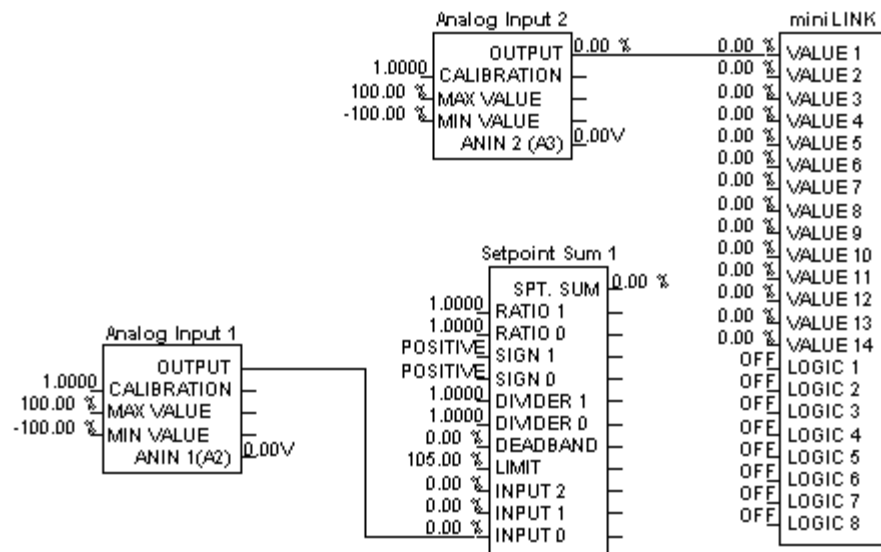 Analog Input 2
OUTPUT 0.00 %
1.0000 CALIBRATION
100.00 % MAX VALUE
-100.00 % MIN VALUE
ANIN 2 (A3) 0.00V
miniLINK
0.00 % VALUE 1
0.00 % VALUE 2
0.00 % VALUE 3
0.00 % VALUE 4
0.00 % VALUE 5
0.00 % VALUE 6
0.00 % VALUE 7
0.00 % VALUE 8
0.00 % VALUE 9
0.00 % VALUE 10
0.00 % VALUE 11
0.00 % VALUE 12
0.00 % VALUE 13
0.00 % VALUE 14
OFF LOGIC 1
OFF LOGIC 2
OFF LOGIC 3
OFF LOGIC 4
OFF LOGIC 5
OFF LOGIC 6
OFF LOGIC 7
OFF LOGIC 8
Setpoint Sum 1
SPT. SUM 0.00 %
1.0000 RATIO 1
1.0000 RATIO 0
POSITIVE SIGN 1
POSITIVE SIGN 0
1.0000 DIVIDER 1
1.0000 DIVIDER 0
0.00 % DEADBAND
105.00 % LIMIT
0.00 % INPUT 2
0.00 % INPUT 1
0.00 % INPUT 0
Analog Input 1
OUTPUT
1.0000 CALIBRATION
100.00 % MAX VALUE
-100.00 % MIN VALUE
ANIN 1(A2) 0.00V